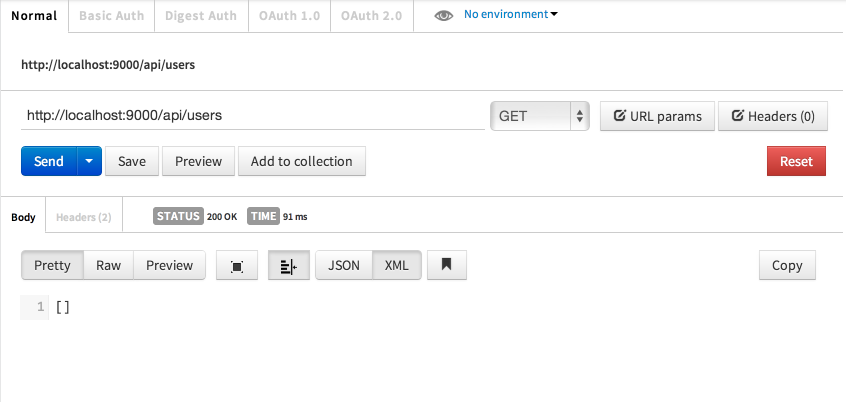 Normal Basic Auth Digest Auth OAuth 1.0 OAuth 2.0 No environment
http://localhost:9000/api/users
http://localhost:9000/api/users GET URL params Headers (0)
Send Save Preview Add to collection Reset
Body Headers (2) STATUS 200 OK TIME 91 ms
Pretty Raw Preview JSON XML Copy
1 []